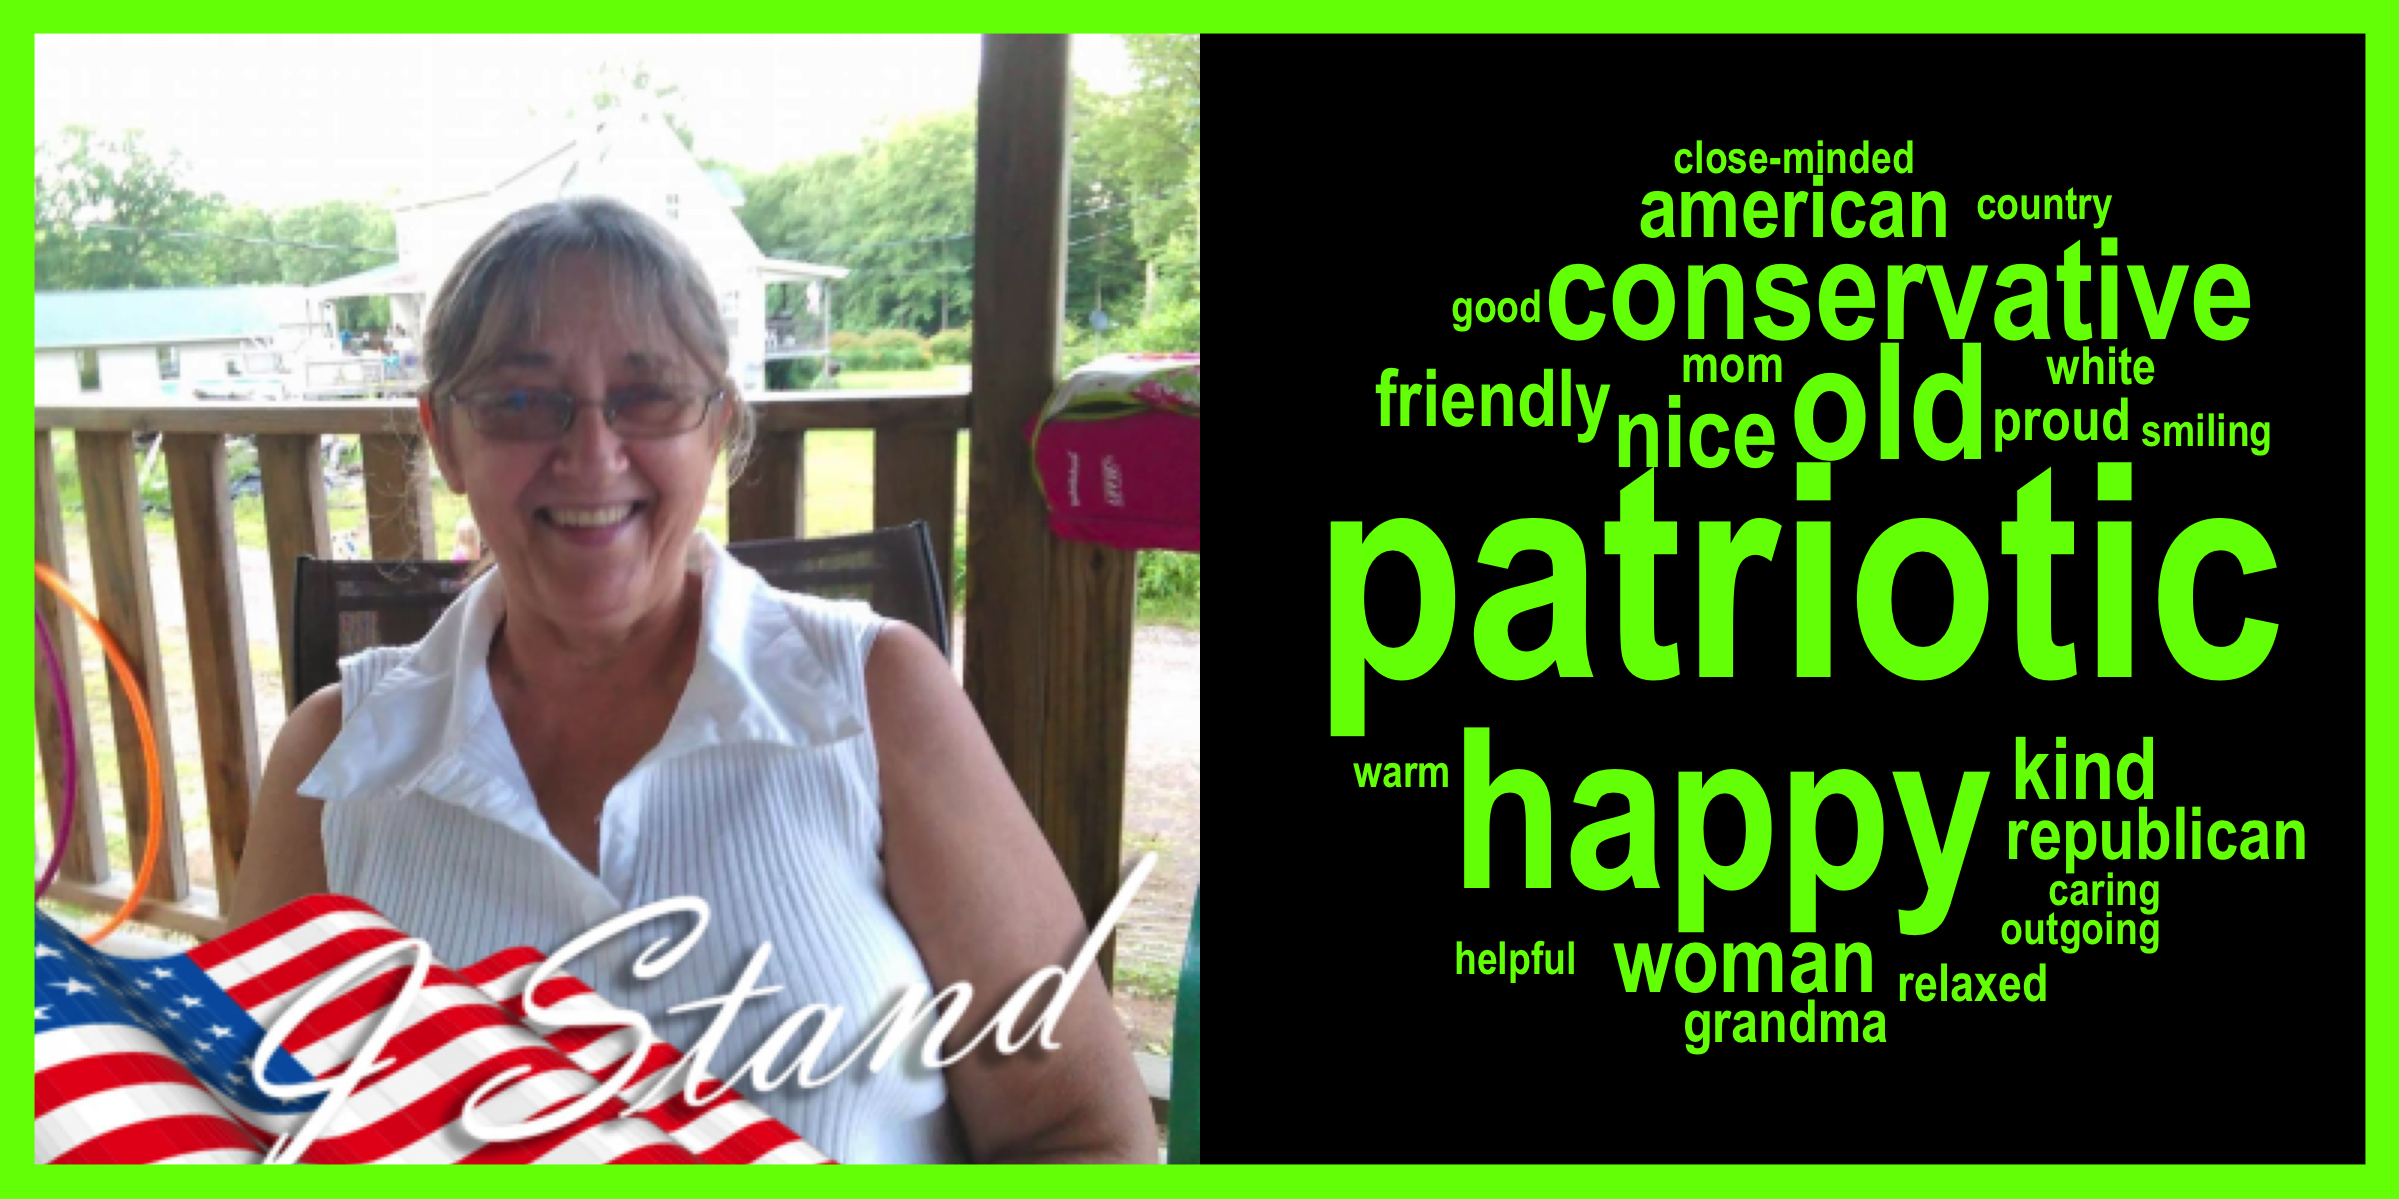 I Stand
close-minded
american country
good conservative
friendly mom old white
nice proud smiling
patriotic
warm happy kind
republican
caring
outgoing
helpful woman relaxed
grandma